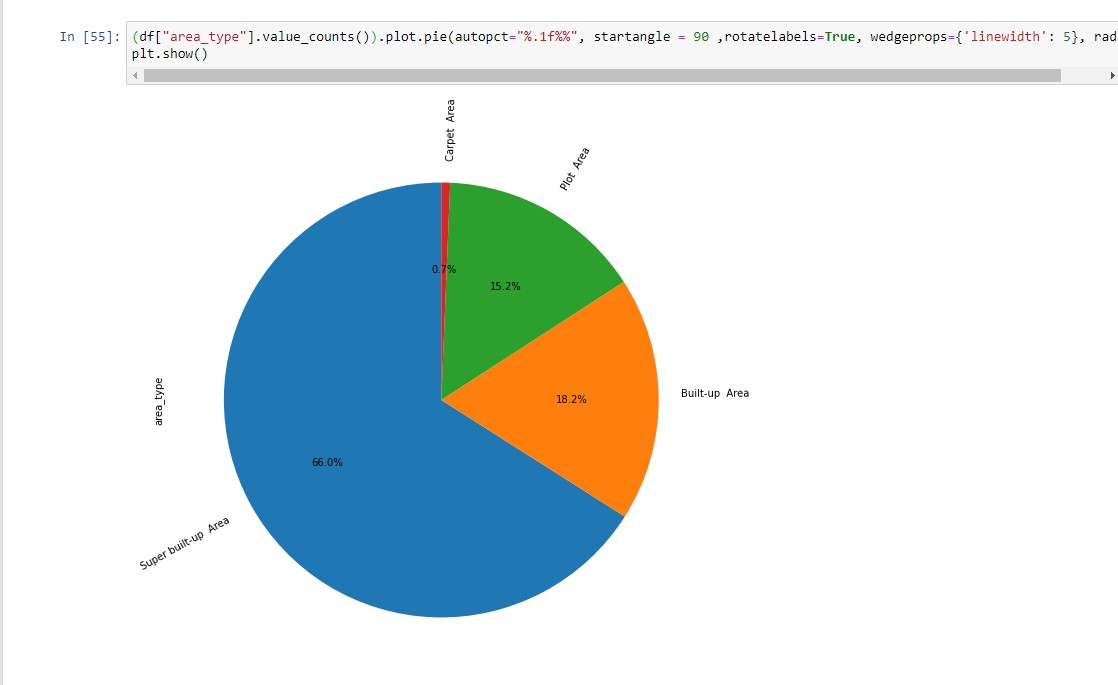 In [55]: (df["area_type"].value_counts()).plot.pie(autopct="%.1f%%", startangle = 90 ,rotatelabels=True, wedgeprops={'linewidth': 5}, rad
plt.show()
Carpet  Area
Plot  Area
0.7%
15.2%
area_type
Built-up  Area
18.2%
66.0%
Super built-up  Area